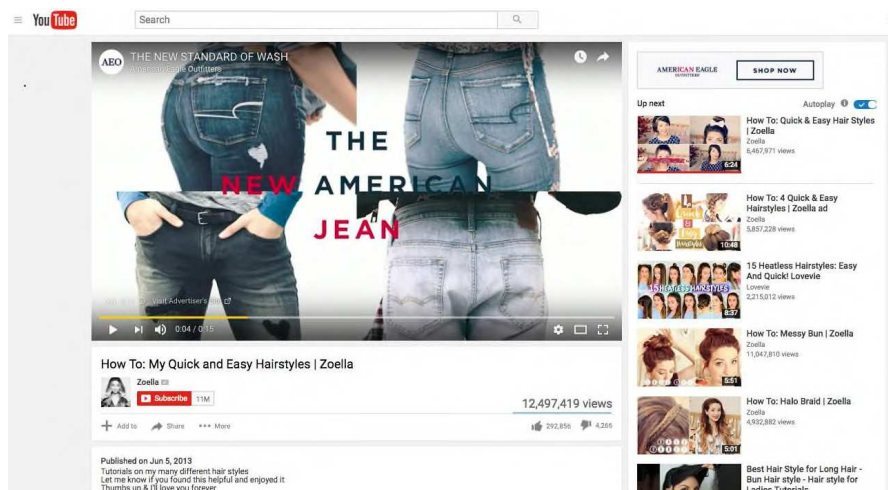 YouTube
Search
AEO
THE NEW STANDARD OF WASH
American Eagle Outfitters
THE
NEW AMERICAN
JEAN
Visit Advertiser's
0:04 / 0:15
How To: My Quick and Easy Hairstyles | Zoella
Zoella
Subscribe 11M
12,497,419 views
Add to Share More
292,856 4,266
Published on Jun 5, 2013
Tutorials on my many different hair styles
Let me know if you found this helpful and enjoyed it
Thumbs up & I'll love you forever
AMERICAN EAGLE
OUTFITTERS
SHOP NOW
Up next
Autoplay
6:24
How To: Quick & Easy Hair Styles
| Zoella
Zoella
6,467,971 views
Quick
Hairstyles
10:48
How To: 4 Quick & Easy
Hairstyles | Zoella ad
Zoella
5,857,228 views
15 HEATLESS HAIRSTYLES
8:37
15 Heatless Hairstyles: Easy
And Quick! Lovevie
Lovevie
2,215,012 views
5:51
How To: Messy Bun | Zoella
Zoella
11,047,810 views
5:01
How To: Halo Braid | Zoella
Zoella
4,932,882 views
Best Hair Style for Long Hair -
Bun Hair style - Hair style for
Ladies Tutorials